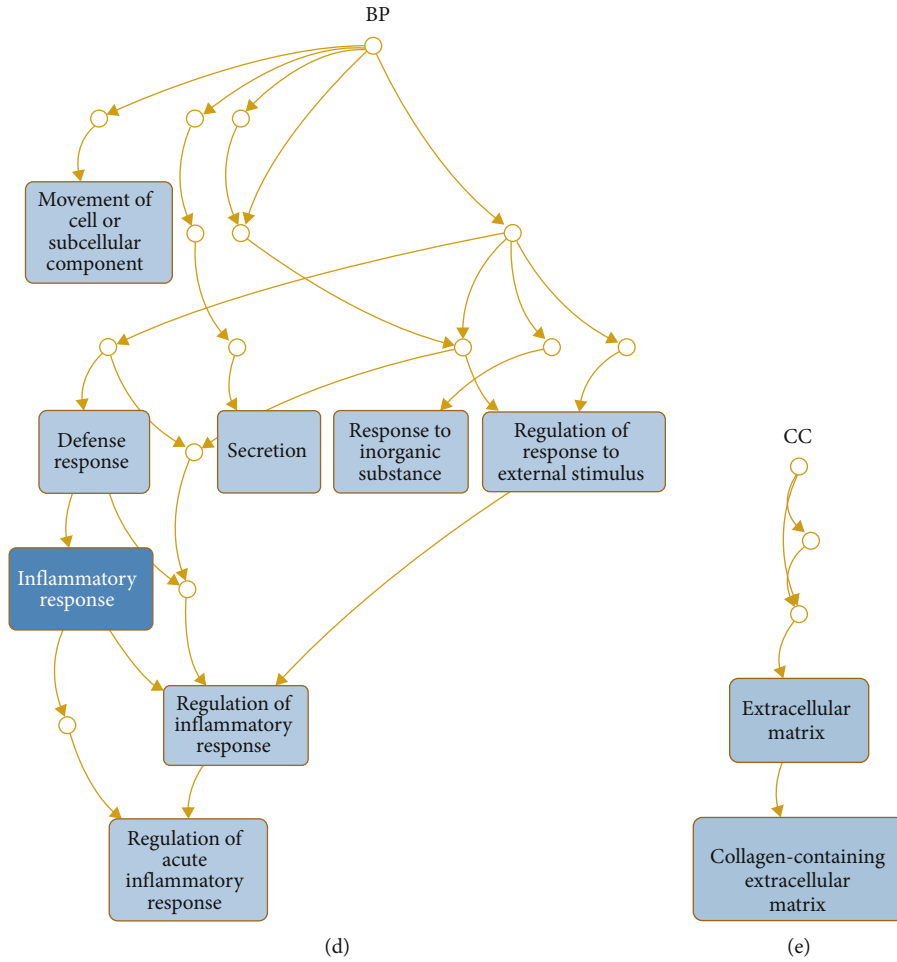 BP
Movement of
cell or
subcellular
component
Defense
response
Secretion
Response to
inorganic
substance
Regulation of
response to
external stimulus
CC
Inflammatory
response
Regulation of
inflammatory
response
Extracellular
matrix
Regulation of
acute
inflammatory
response
Collagen-containing
extracellular
matrix
(d)
(e)